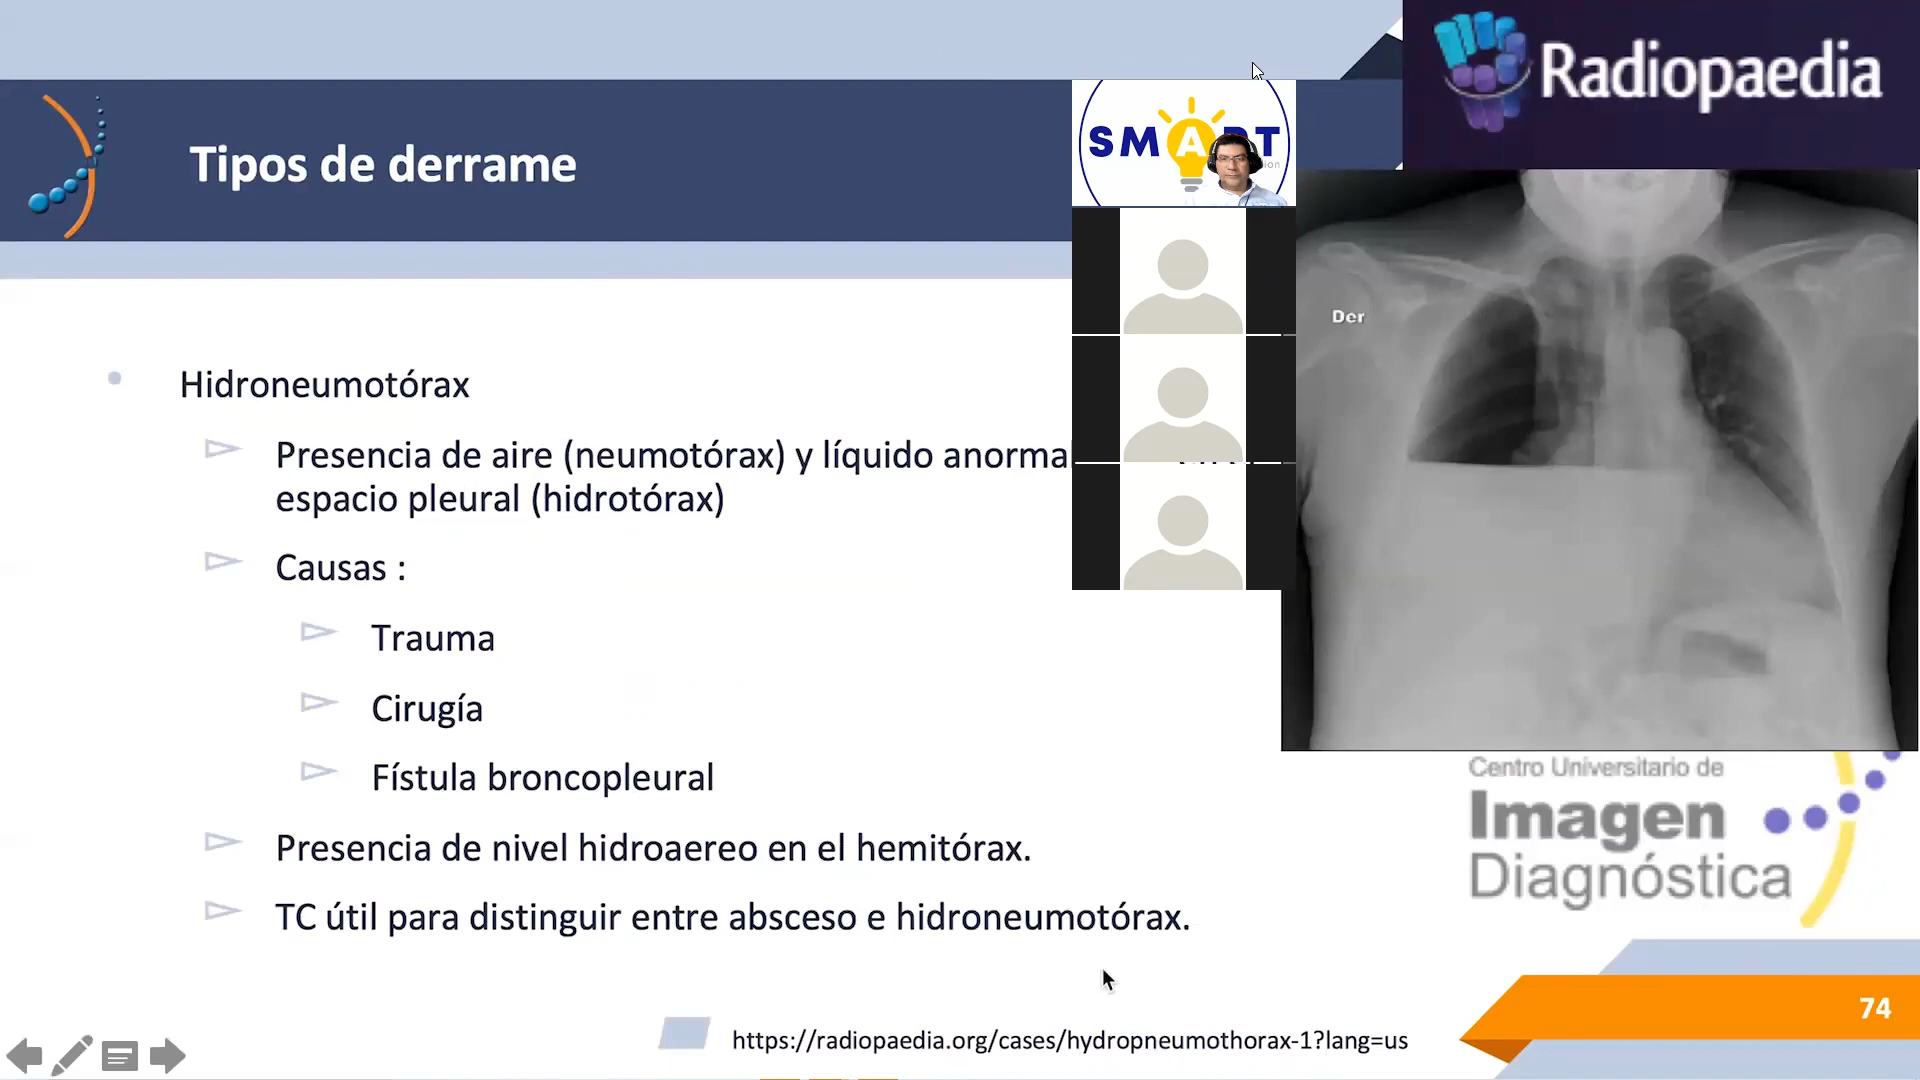 Radiopaedia
SMART
Tipos de derrame
Der
Hidroneumotórax
Presencia de aire (neumotórax) y líquido anorma
espacio pleural (hidrotórax)
Causas :
Trauma
Cirugía
Fístula broncopleural
Presencia de nivel hidroaereo en el hemitórax.
TC útil para distinguir entre absceso e hidroneumotórax.
Centro Universitario de
Imagen
Diagnóstica
74
https://radiopaedia.org/cases/hydropneumothorax-1?lang=us